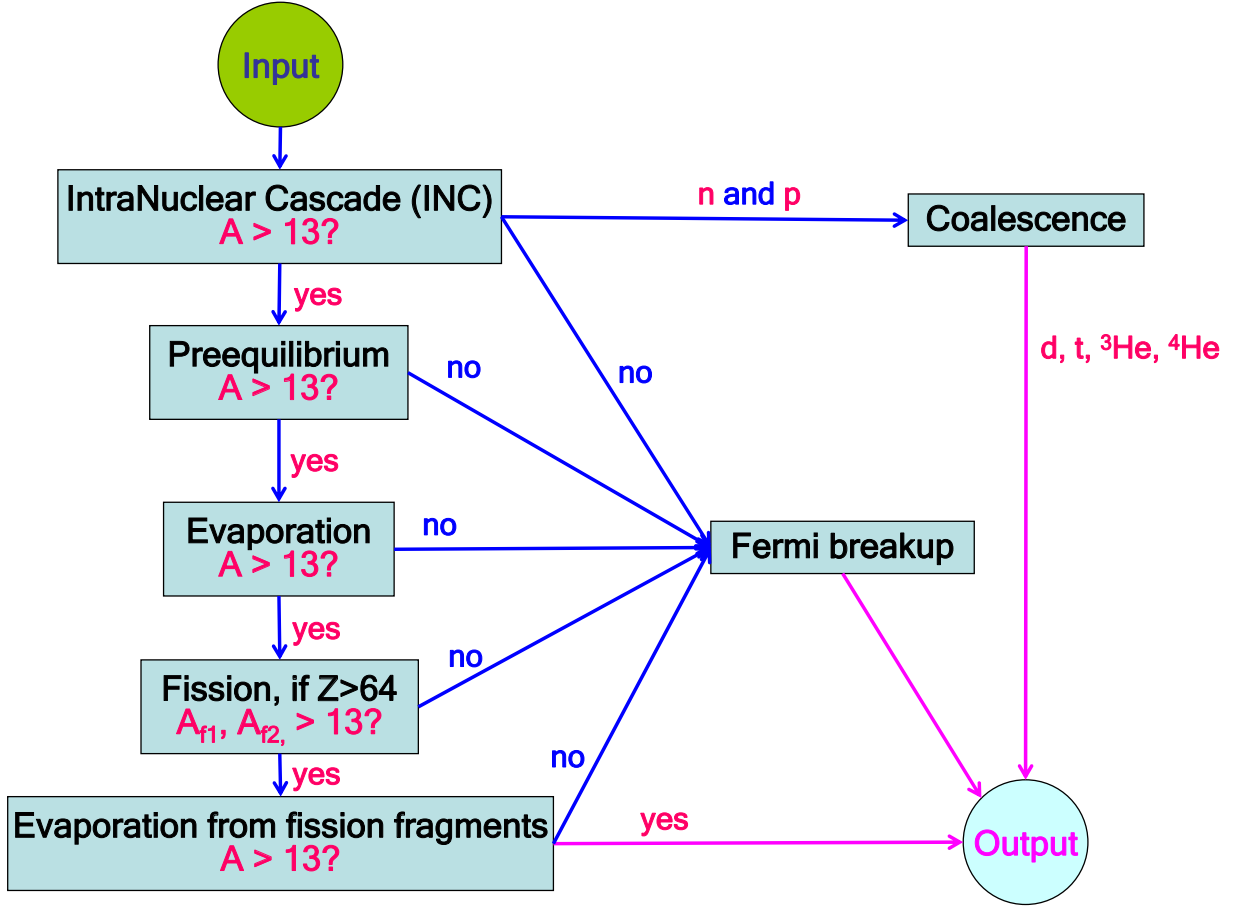 Input
IntraNuclear Cascade (INC)
A > 13?
n and p
Coalescence
yes
d, t, ³He, ⁴He
Preequilibrium
A > 13?
no
no
yes
Evaporation
A > 13?
no
Fermi breakup
yes
no
Fission, if Z>64
A_f1, A_f2, > 13?
no
yes
Evaporation from fission fragments
A > 13?
yes
Output